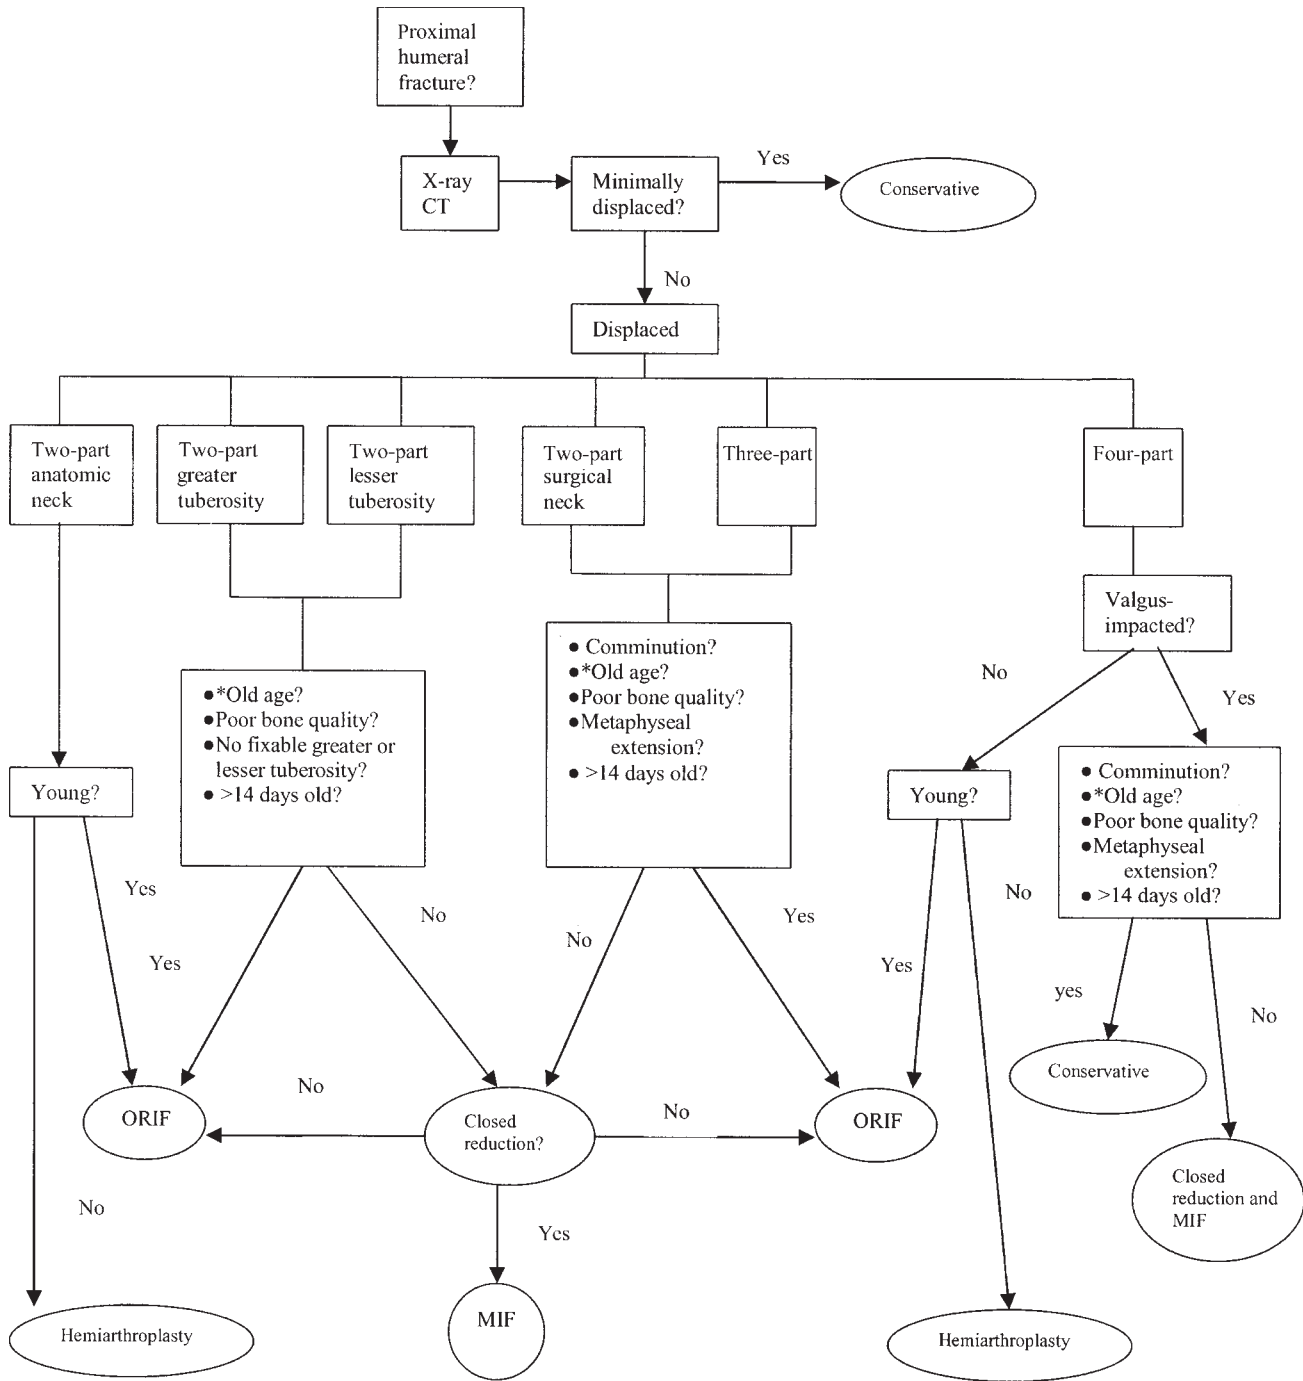 Proximal
humeral
fracture?
X-ray
CT
Minimally
displaced?
Yes
Conservative
No
Displaced
Two-part
anatomic
neck
Two-part
greater
tuberosity
Two-part
lesser
tuberosity
Two-part
surgical
neck
Three-part
Four-part
Valgus-
impacted?
No
Yes
● *Old age?
● Poor bone quality?
● No fixable greater or
lesser tuberosity?
● >14 days old?
● Comminution?
● *Old age?
● Poor bone quality?
● Metaphyseal
extension?
● >14 days old?
● Comminution?
● *Old age?
● Poor bone quality?
● Metaphyseal
extension?
● >14 days old?
Young?
Young?
Yes
Yes
No
No
Yes
Yes
No
yes
No
ORIF
No
Closed
reduction?
No
ORIF
Conservative
Closed
reduction and
MIF
No
Yes
Hemiarthroplasty
MIF
Hemiarthroplasty